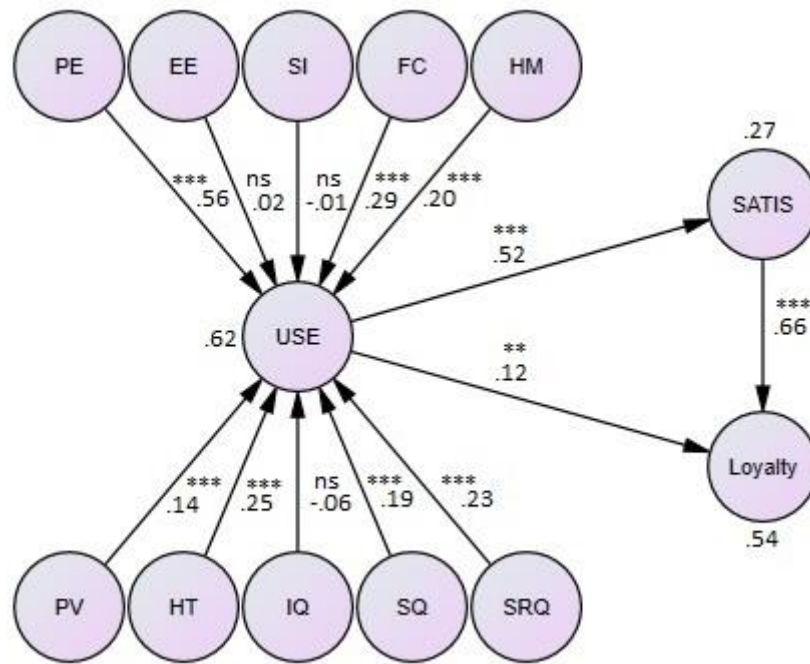 PE EE SI FC HM
.27
*** ns ns *** ***
.56 .02 -.01 .29 .20
SATIS
***
.52
***
.66
.62 USE
**
.12
Loyalty
*** *** ns *** ***
.14 .25 -.06 .19 .23
.54
PV HT IQ SQ SRQ